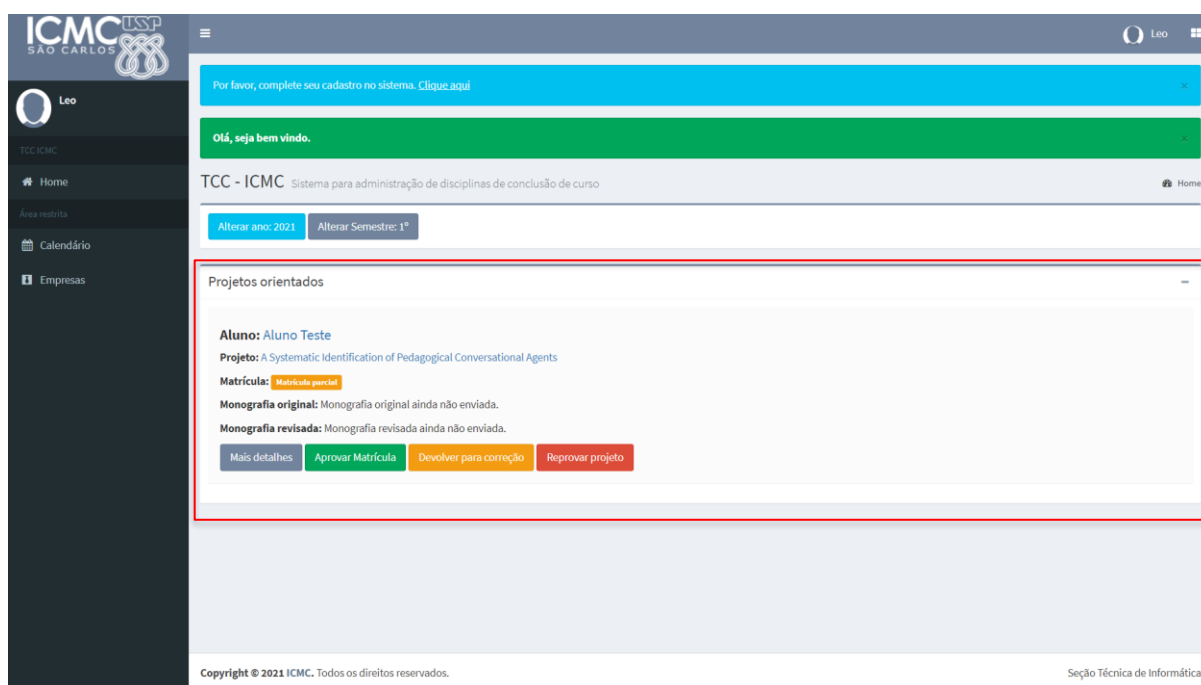 ICMC USP
SÃO CARLOS
Leo
Leo
TCC ICMC
Home
Área restrita
Calendário
Empresas
Por favor, complete seu cadastro no sistema. Clique aqui ×
Olá, seja bem vindo. ×
TCC - ICMC Sistema para administração de disciplinas de conclusão de curso Home
Alterar ano: 2021 Alterar Semestre: 1º
Projetos orientados
Aluno: Aluno Teste
Projeto: A Systematic Identification of Pedagogical Conversational Agents
Matrícula: Matrícula parcial
Monografia original: Monografia original ainda não enviada.
Monografia revisada: Monografia revisada ainda não enviada.
Mais detalhes Aprovar Matrícula Devolver para correção Reprovar projeto
Copyright © 2021 ICMC. Todos os direitos reservados. Seção Técnica de Informática